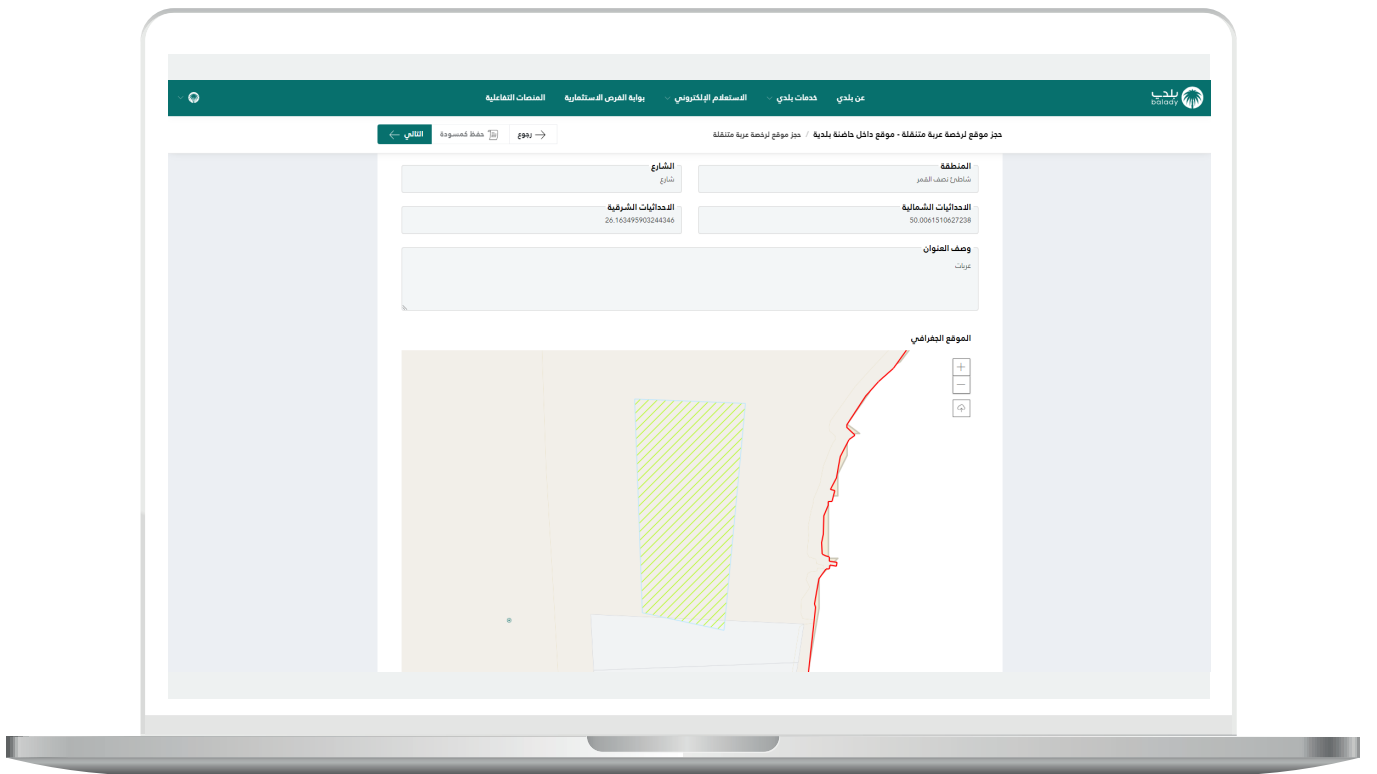 بلدي
balady
عن بلدي
خدمات بلدي
الاستعلام الإلكتروني
بوابة الفرص الاستثمارية
المنصات التفاعلية
حجز موقع لرخصة عربة متنقلة - موقع داخل حاضنة بلدية / حجز موقع لرخصة عربة متنقلة
رجوع
حفظ كمسودة
التالي
المنطقة
شاطئ نصف القمر
الشارع
شارع
الاحداثيات الشمالية
50.0061510627238
الاحداثيات الشرقية
26.163495903244346
وصف العنوان
عربات
الموقع الجغرافي